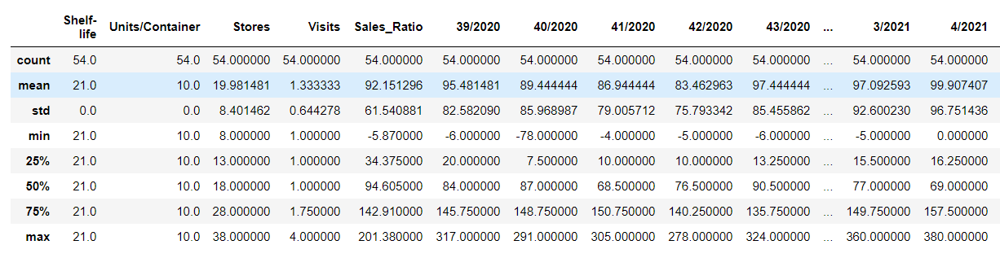 Shelf-life Units/Container Stores Visits Sales_Ratio 39/2020 40/2020 41/2020 42/2020 43/2020 ... 3/2021 4/2021
count 54.0 54.0 54.000000 54.000000 54.000000 54.000000 54.000000 54.000000 54.000000 54.000000 ... 54.000000 54.000000
mean 21.0 10.0 19.981481 1.333333 92.151296 95.481481 89.444444 86.944444 83.462963 97.444444 ... 97.092593 99.907407
std 0.0 0.0 8.401462 0.644278 61.540881 82.582090 85.968987 79.005712 75.793342 85.455862 ... 92.600230 96.751436
min 21.0 10.0 8.000000 1.000000 -5.870000 -6.000000 -78.000000 -4.000000 -5.000000 -6.000000 ... -5.000000 0.000000
25% 21.0 10.0 13.000000 1.000000 34.375000 20.000000 7.500000 10.000000 10.000000 13.250000 ... 15.500000 16.250000
50% 21.0 10.0 18.000000 1.000000 94.605000 84.000000 87.000000 68.500000 76.500000 90.500000 ... 77.000000 69.000000
75% 21.0 10.0 28.000000 1.750000 142.910000 145.750000 148.750000 150.750000 140.250000 135.750000 ... 149.750000 157.500000
max 21.0 10.0 38.000000 4.000000 201.380000 317.000000 291.000000 305.000000 278.000000 324.000000 ... 360.000000 380.000000